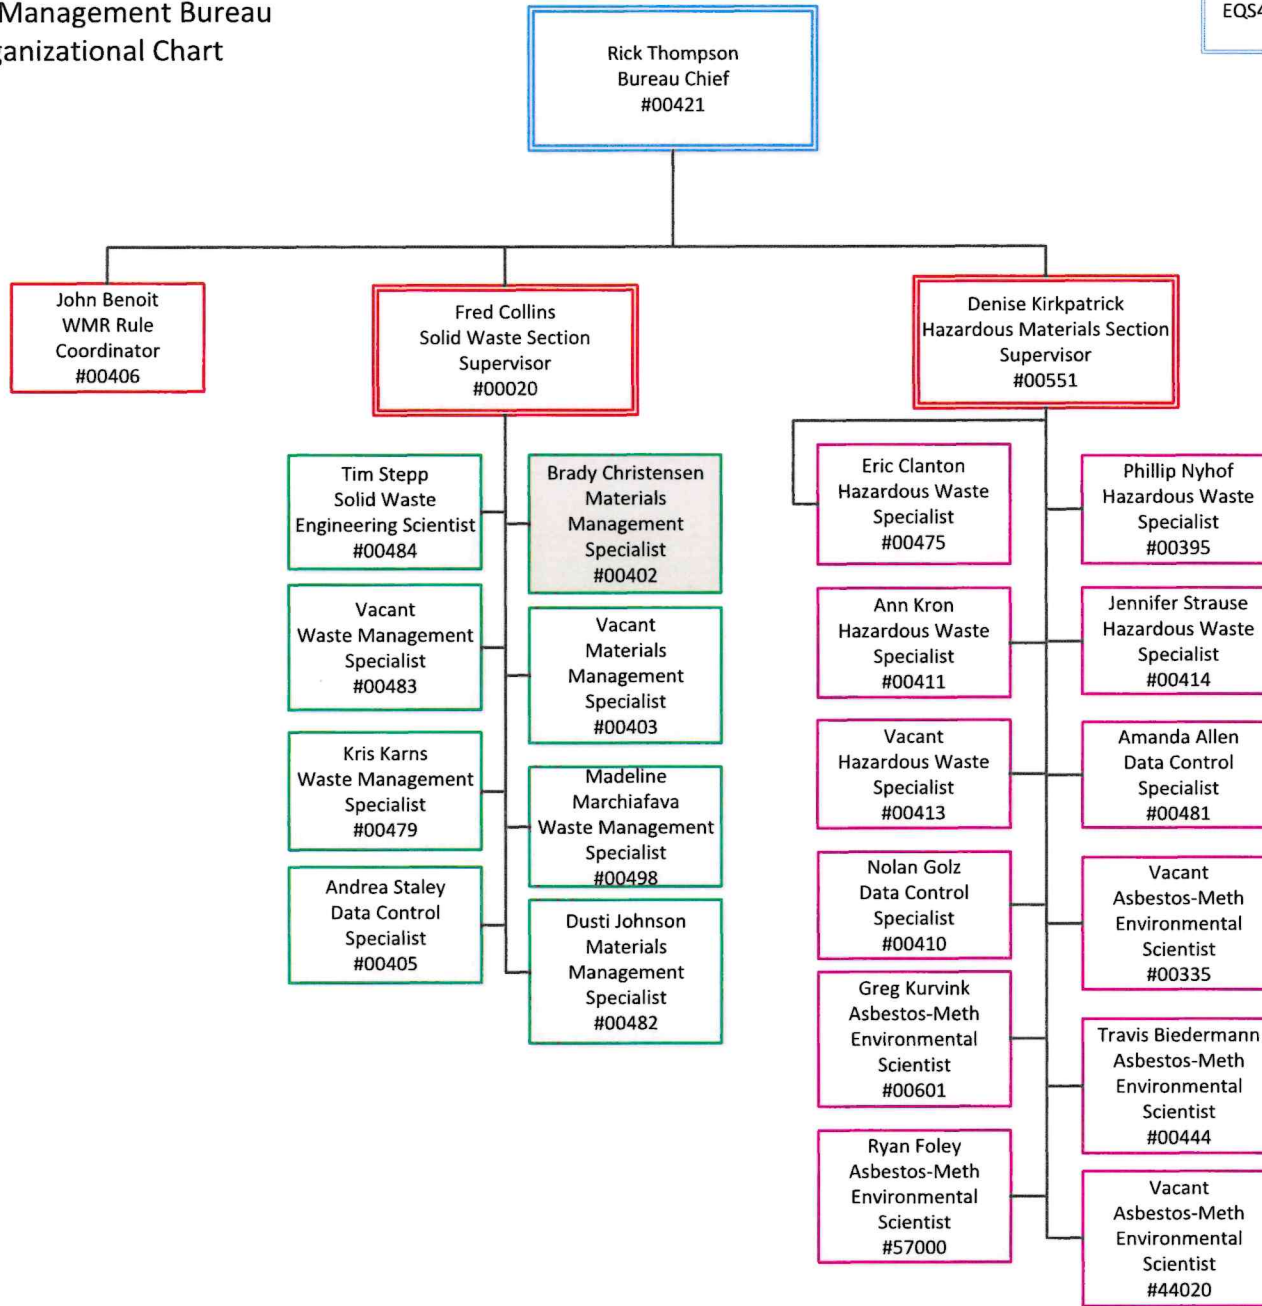 Management Bureau
ganizational Chart
EQS4
Rick Thompson
Bureau Chief
#00421
John Benoit
WMR Rule
Coordinator
#00406
Fred Collins
Solid Waste Section
Supervisor
#00020
Denise Kirkpatrick
Hazardous Materials Section
Supervisor
#00551
Tim Stepp
Solid Waste
Engineering Scientist
#00484
Brady Christensen
Materials
Management
Specialist
#00402
Vacant
Waste Management
Specialist
#00483
Vacant
Materials
Management
Specialist
#00403
Kris Karns
Waste Management
Specialist
#00479
Madeline
Marchiafava
Waste Management
Specialist
#00498
Andrea Staley
Data Control
Specialist
#00405
Dusti Johnson
Materials
Management
Specialist
#00482
Eric Clanton
Hazardous Waste
Specialist
#00475
Phillip Nyhof
Hazardous Waste
Specialist
#00395
Ann Kron
Hazardous Waste
Specialist
#00411
Jennifer Strause
Hazardous Waste
Specialist
#00414
Vacant
Hazardous Waste
Specialist
#00413
Amanda Allen
Data Control
Specialist
#00481
Nolan Golz
Data Control
Specialist
#00410
Vacant
Asbestos-Meth
Environmental
Scientist
#00335
Greg Kurvink
Asbestos-Meth
Environmental
Scientist
#00601
Travis Biedermann
Asbestos-Meth
Environmental
Scientist
#00444
Ryan Foley
Asbestos-Meth
Environmental
Scientist
#57000
Vacant
Asbestos-Meth
Environmental
Scientist
#44020